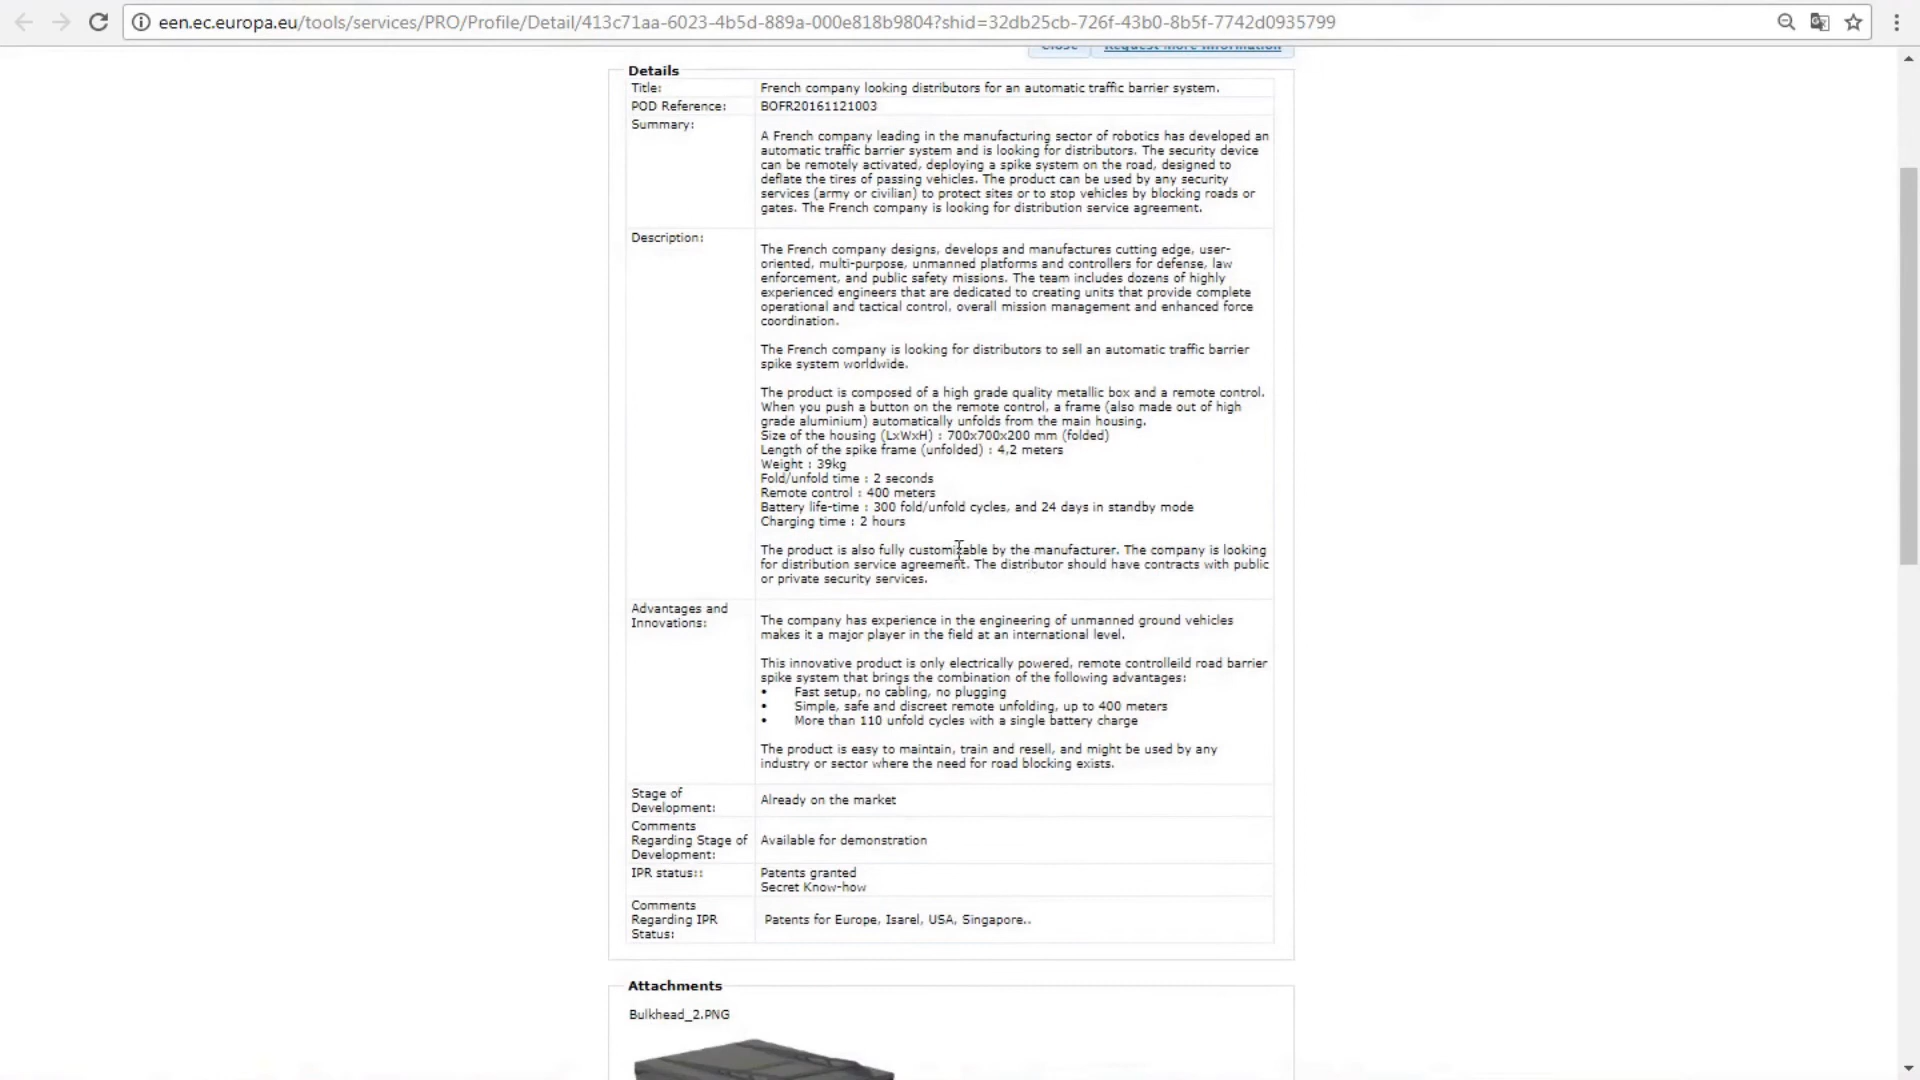 een.ec.europa.eu/tools/services/PRO/Profile/Detail/413c71aa-6023-4b5d-889a-000e818b9804?shid=32db25cb-726f-43b0-8b5f-7742d0935799
Close Request More Information
Details
Title: French company looking distributors for an automatic traffic barrier system.
POD Reference: BOFR20161121003
Summary:
A French company leading in the manufacturing sector of robotics has developed an
automatic traffic barrier system and is looking for distributors. The security device
can be remotely activated, deploying a spike system on the road, designed to
deflate the tires of passing vehicles. The product can be used by any security
services (army or civilian) to protect sites or to stop vehicles by blocking roads or
gates. The French company is looking for distribution service agreement.
Description:
The French company designs, develops and manufactures cutting edge, user-
oriented, multi-purpose, unmanned platforms and controllers for defense, law
enforcement, and public safety missions. The team includes dozens of highly
experienced engineers that are dedicated to creating units that provide complete
operational and tactical control, overall mission management and enhanced force
coordination.
The French company is looking for distributors to sell an automatic traffic barrier
spike system worldwide.
The product is composed of a high grade quality metallic box and a remote control.
When you push a button on the remote control, a frame (also made out of high
grade aluminium) automatically unfolds from the main housing.
Size of the housing (LxWxH) : 700x700x200 mm (folded)
Length of the spike frame (unfolded) : 4,2 meters
Weight : 39kg
Fold/unfold time : 2 seconds
Remote control : 400 meters
Battery life-time : 300 fold/unfold cycles, and 24 days in standby mode
Charging time : 2 hours
The product is also fully customizable by the manufacturer. The company is looking
for distribution service agreement. The distributor should have contracts with public
or private security services.
Advantages and
Innovations:
The company has experience in the engineering of unmanned ground vehicles
makes it a major player in the field at an international level.
This innovative product is only electrically powered, remote controlleild road barrier
spike system that brings the combination of the following advantages:
• Fast setup, no cabling, no plugging
• Simple, safe and discreet remote unfolding, up to 400 meters
• More than 110 unfold cycles with a single battery charge
The product is easy to maintain, train and resell, and might be used by any
industry or sector where the need for road blocking exists.
Stage of
Development:
Already on the market
Comments
Regarding Stage of
Development:
Available for demonstration
IPR status::
Patents granted
Secret Know-how
Comments
Regarding IPR
Status:
Patents for Europe, Isarel, USA, Singapore..
Attachments
Bulkhead_2.PNG